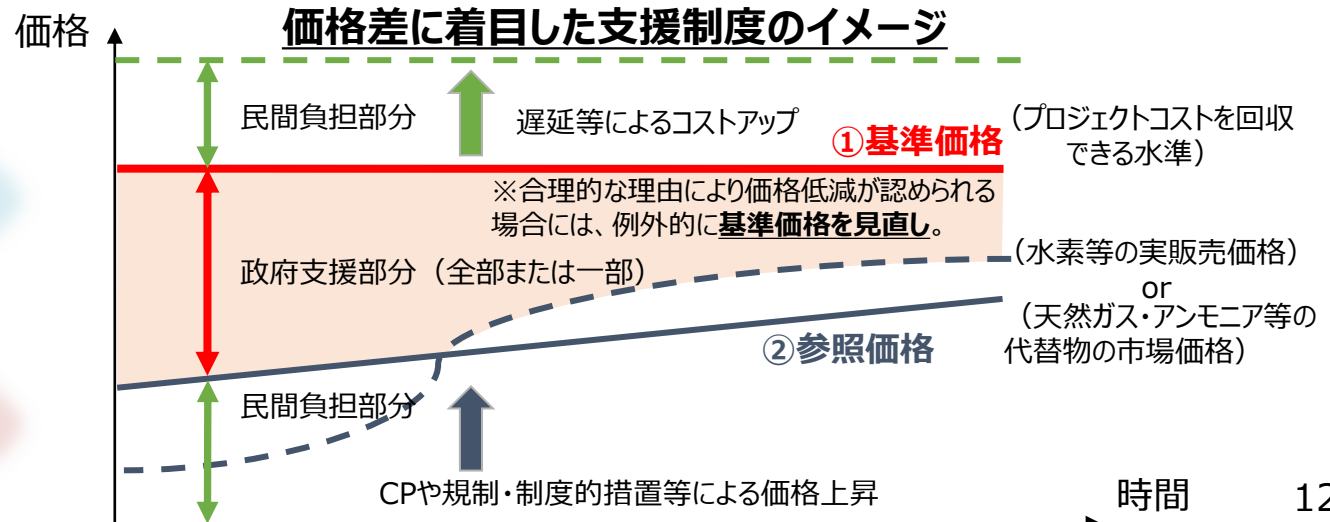 価格
価格差に着目した支援制度のイメージ
民間負担部分
遅延等によるコストアップ
①基準価格
（プロジェクトコストを回収
できる水準）
※合理的な理由により価格低減が認められる
場合には、例外的に基準価格を見直し。
政府支援部分（全部または一部）
（水素等の実販売価格）
or
（天然ガス・アンモニア等の
代替物の市場価格）
②参照価格
民間負担部分
CPや規制・制度的措置等による価格上昇
時間
12